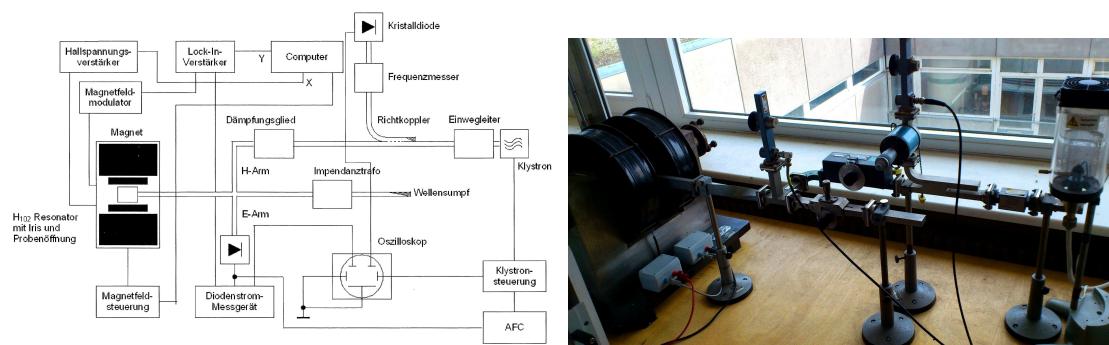 Kristalldiode
Hallspannungs-
verstärker
Lock-In-
Verstärker
Y
Computer
X
Frequenzmesser
Magnetfeld-
modulator
Magnet
Dämpfungsglied
Richtkoppler
Einwegleiter
Klystron
H-Arm
Impendanztrafo
Wellensumpf
H102 Resonator
mit Iris und
Probenöffnung
E-Arm
Oszilloskop
Klystron-
steuerung
Magnetfeld-
steuerung
Diodenstrom-
Messgerät
AFC